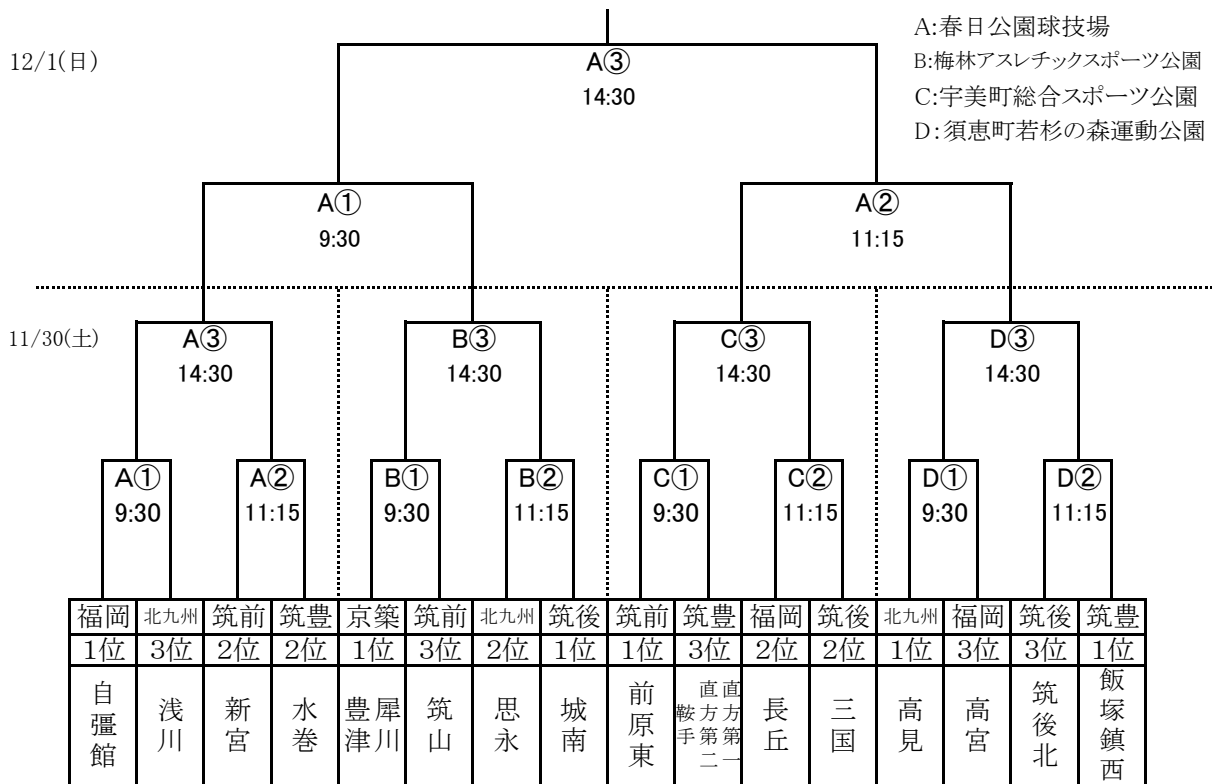 12/1(日)
A③
14:30
A:春日公園球技場
B:梅林アスレチックスポーツ公園
C:宇美町総合スポーツ公園
D:須恵町若杉の森運動公園
A① A②
9:30 11:15
11/30(土)
A③ B③ C③ D③
14:30 14:30 14:30 14:30
A① A② B① B② C① C② D① D②
9:30 11:15 9:30 11:15 9:30 11:15 9:30 11:15
福岡 北九州 筑前 筑豊 京築 筑前 北九州 筑後 筑前 筑豊 福岡 筑後 北九州 福岡 筑後 筑豊
1位 3位 2位 2位 1位 3位 2位 1位 1位 3位 2位 2位 1位 3位 3位 1位
自彊館
浅川
新宮
水巻
犀川
豊津
筑山
思永
城南
前原東
直方第一
直方第二
鞍手
長丘
三国
高見
高宮
筑後北
飯塚鎮西